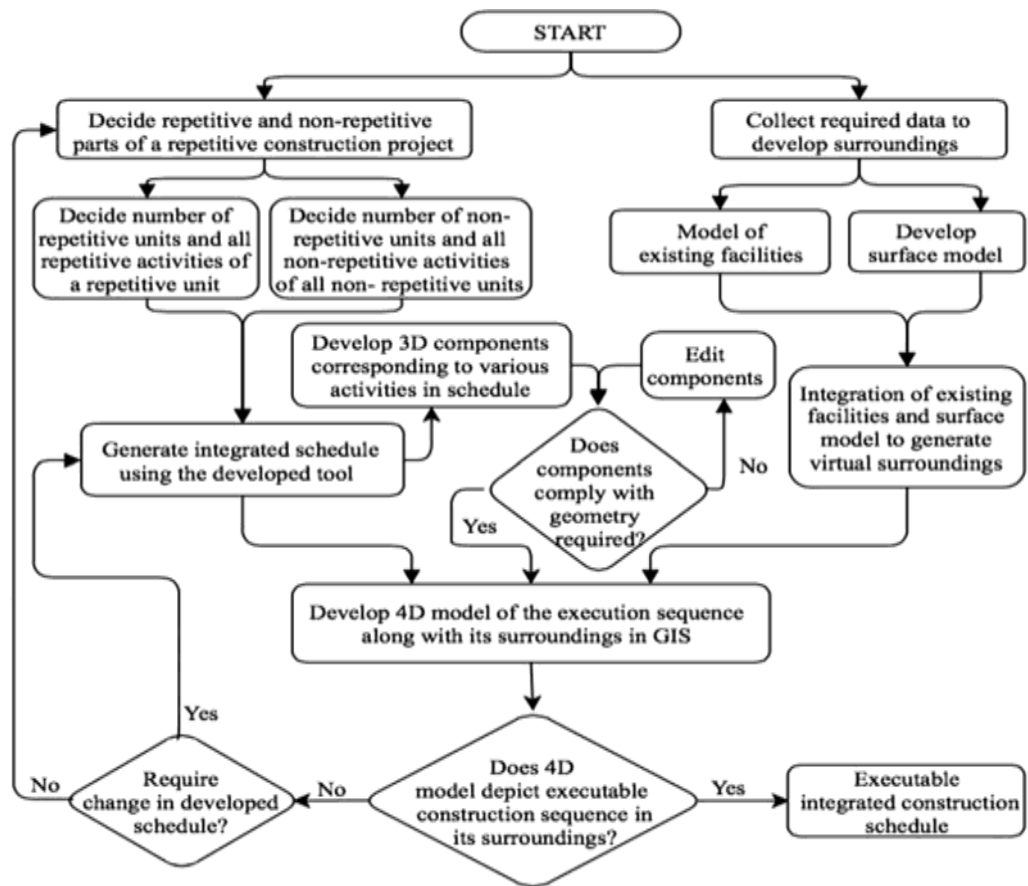 START
Decide repetitive and non-repetitive
parts of a repetitive construction project
Collect required data to
develop surroundings
Decide number of
repetitive units and all
repetitive activities of
a repetitive unit
Decide number of non-
repetitive units and all
non-repetitive activities
of all non- repetitive units
Model of
existing facilities
Develop
surface model
Develop 3D components
corresponding to various
activities in schedule
Edit
components
Integration of existing
facilities and surface
model to generate
virtual surroundings
Generate integrated schedule
using the developed tool
Does
components
comply with
geometry
required?
No
Yes
Develop 4D model of the execution sequence
along with its surroundings in GIS
Yes
No
Require
change in developed
schedule?
No
Does 4D
model depict executable
construction sequence in
its surroundings?
Yes
Executable
integrated construction
schedule